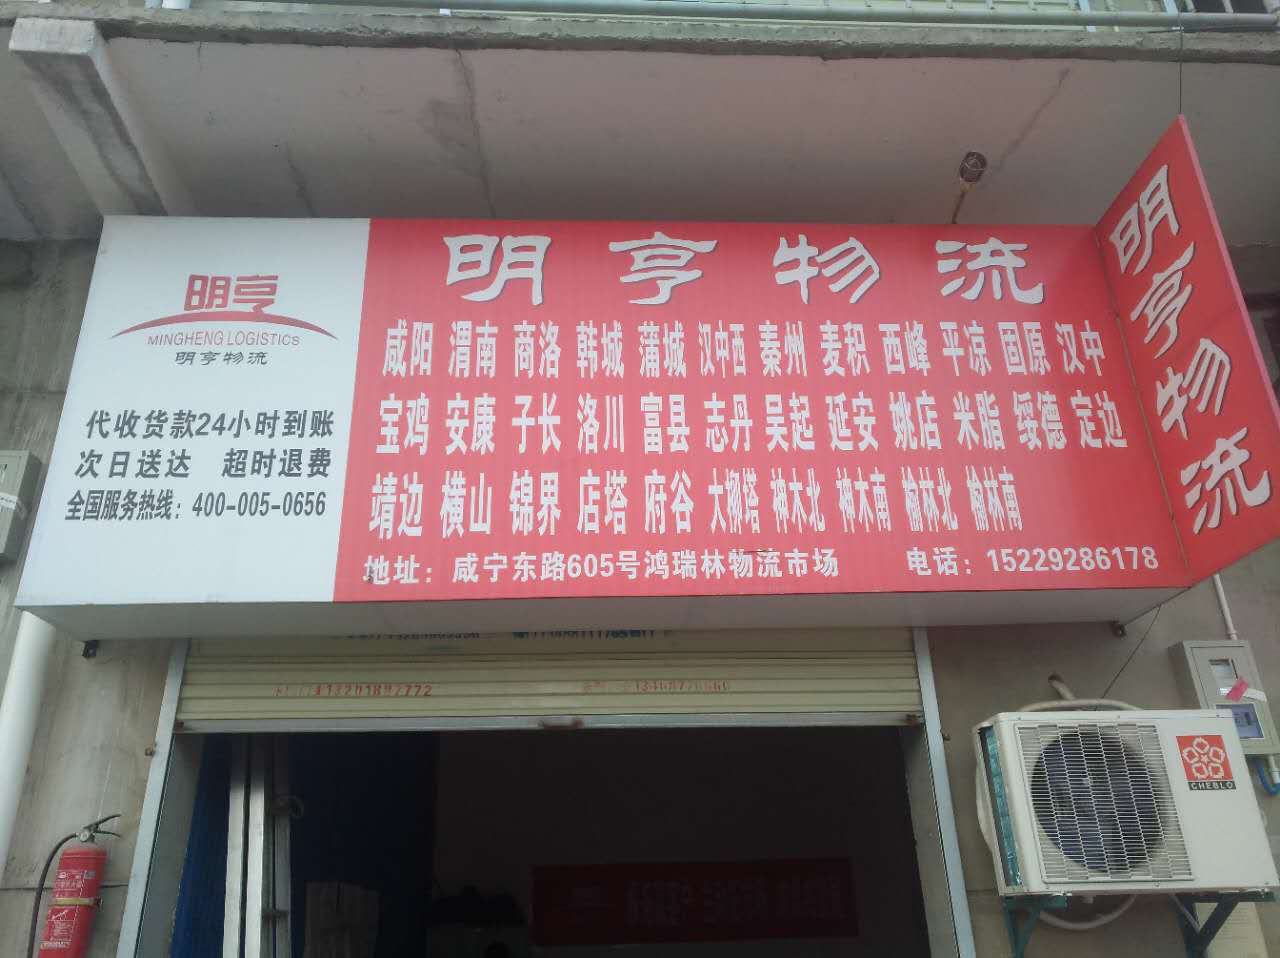 明亨
MINGHENG LOGISTICS
明亨物流
代收货款24小时到账
次日送达 超时退费
全国服务热线：400-005-0656
明亨物流
咸阳 渭南 商洛 韩城 蒲城 汉中西 秦州 麦积 西峰 平凉 固原 汉中
宝鸡 安康 子长 洛川 富县 志丹 吴起 延安 姚店 米脂 绥德 定边
靖边 横山 锦界 店塔 府谷 大柳塔 神木北 神木南 榆林北 榆林南
地址：咸宁东路605号鸿瑞林物流市场 电话：15229286178
明亨物流
CHEBLO